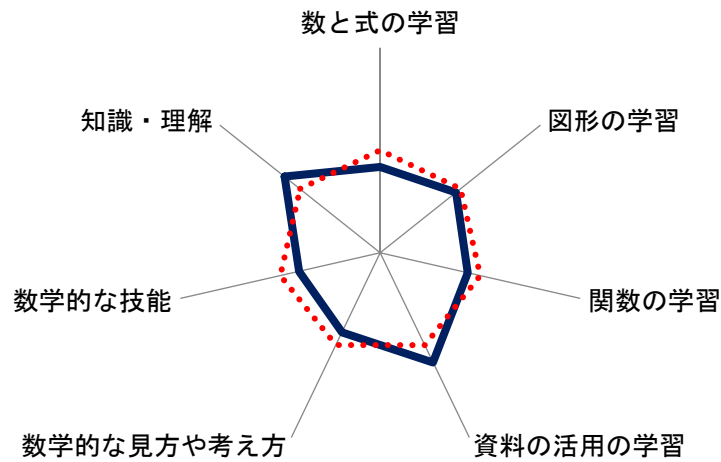 数と式の学習
図形の学習
関数の学習
資料の活用の学習
数学的な見方や考え方
数学的な技能
知識・理解